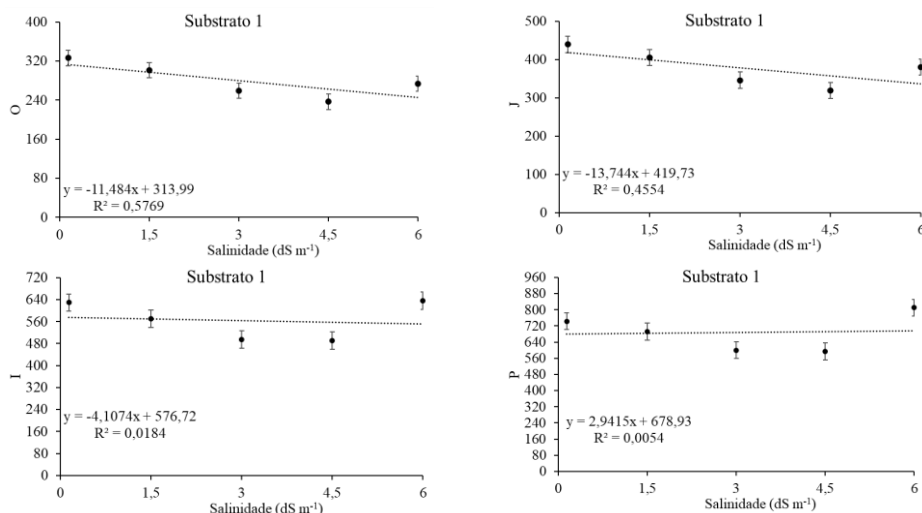 Substrato 1
400
320
240
160
80
0
O
y = -11,484x + 313,99
R² = 0,5769
0 1,5 3 4,5 6
Salinidade (dS m⁻¹)
Substrato 1
500
400
300
200
100
0
J
y = -13,744x + 419,73
R² = 0,4554
0 1,5 3 4,5 6
Salinidade (dS m⁻¹)
Substrato 1
720
640
560
480
400
320
240
160
80
0
I
y = -4,1074x + 576,72
R² = 0,0184
0 1,5 3 4,5 6
Salinidade (dS m⁻¹)
Substrato 1
960
880
800
720
640
560
480
400
320
240
160
80
0
P
y = 2,9415x + 678,93
R² = 0,0054
0 1,5 3 4,5 6
Salinidade (dS m⁻¹)